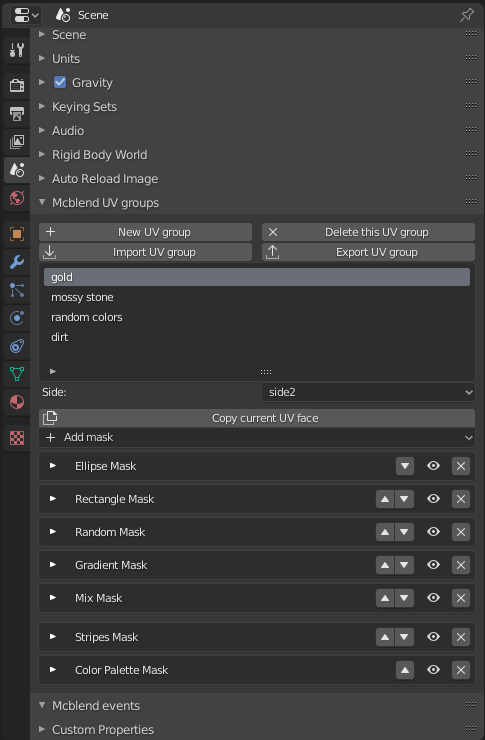 Scene
Scene
Units
Gravity
Keying Sets
Audio
Rigid Body World
Auto Reload Image
Mcblend UV groups
New UV group Delete this UV group
Import UV group Export UV group
gold
mossy stone
random colors
dirt
Side: side2
Copy current UV face
Add mask
Ellipse Mask
Rectangle Mask
Random Mask
Gradient Mask
Mix Mask
Stripes Mask
Color Palette Mask
Mcblend events
Custom Properties